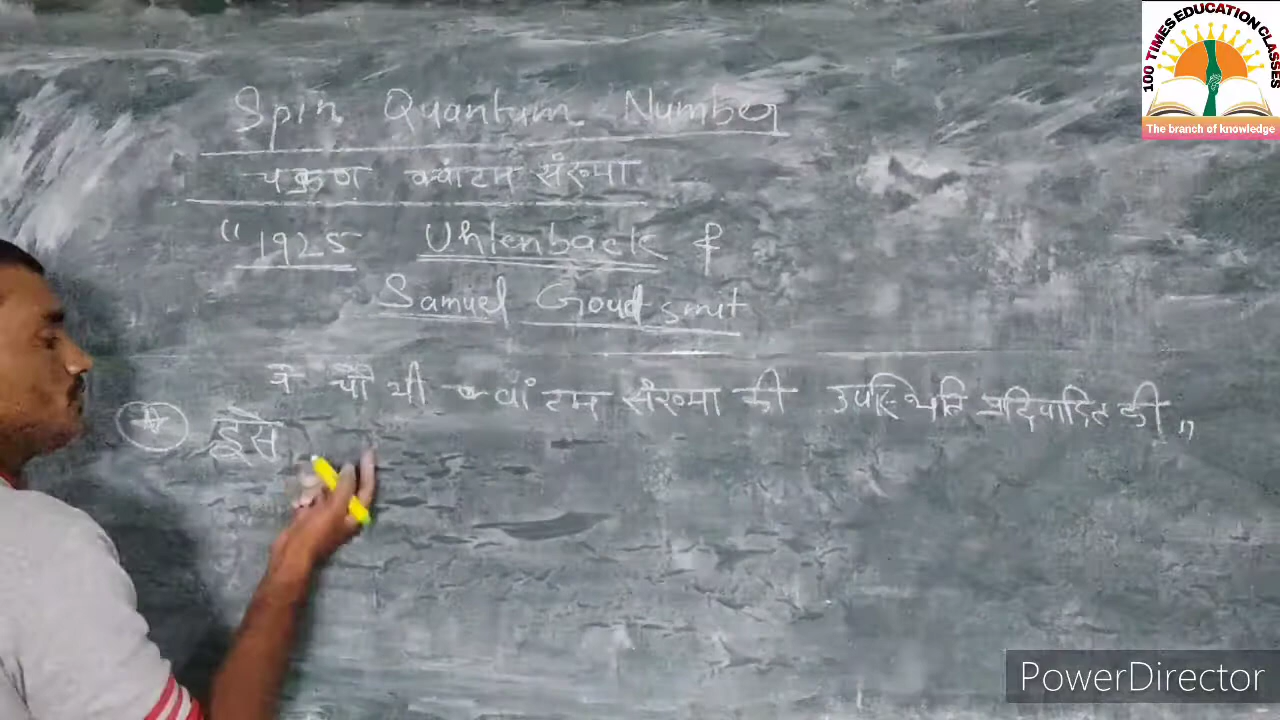 Spin Quantum Number
चक्रण क्वांटम संख्या
"1925 Uhlenback &
Samuel Goudsmit
ने चौथी क्वांटम संख्या की उपस्थिति प्रतिपादित की"
इस
100 TIMES EDUCATION CLASSES
The branch of knowledge
PowerDirector